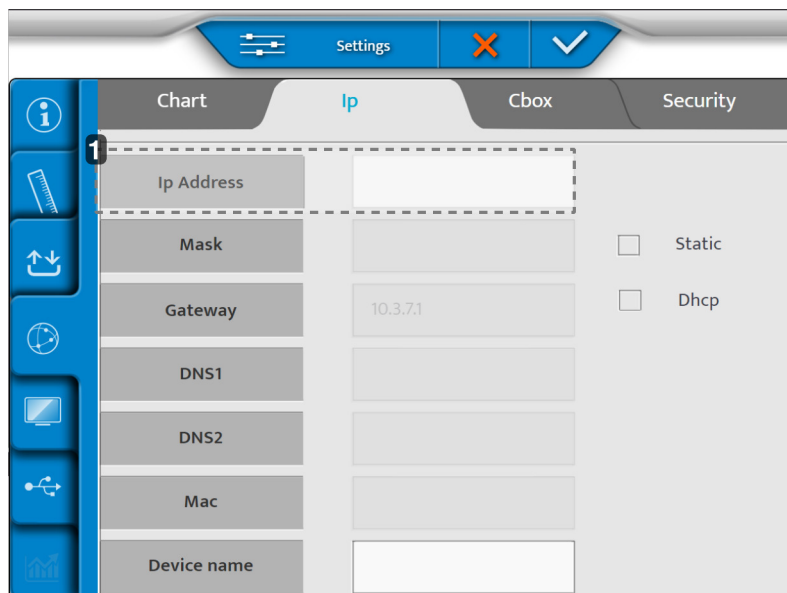 Settings
Chart Ip Cbox Security
1
Ip Address
Mask Static
Gateway 10.3.7.1 Dhcp
DNS1
DNS2
Mac
Device name